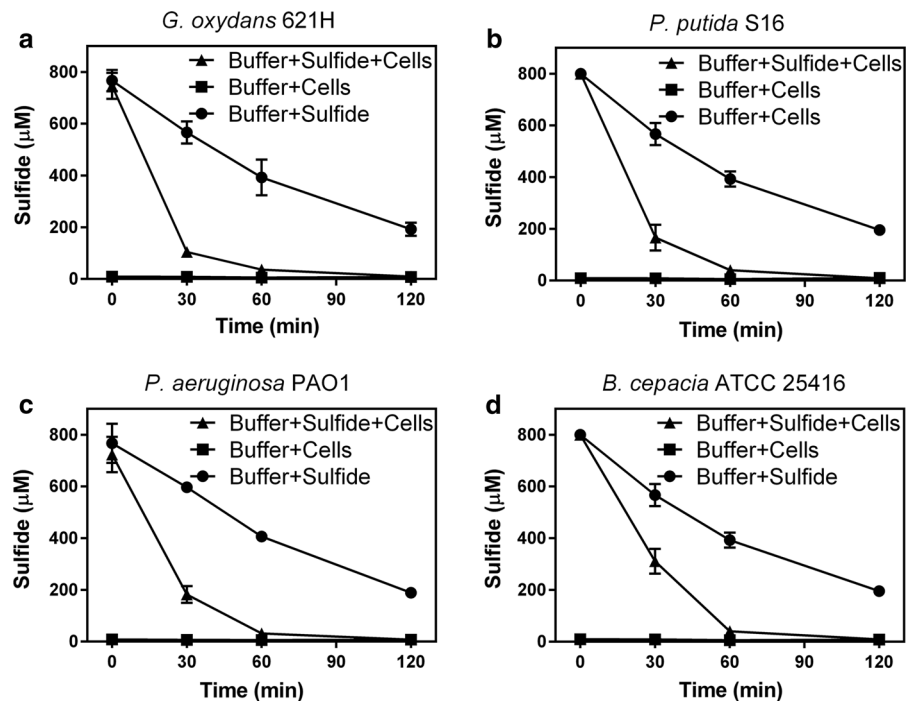 G. oxydans 621H
a
Buffer+Sulfide+Cells
Buffer+Cells
Buffer+Sulfide
Sulfide (μM)
800
600
400
200
0
0 30 60 90 120
Time (min)
P. putida S16
b
Buffer+Sulfide+Cells
Buffer+Cells
Buffer+Cells
Sulfide (μM)
800
600
400
200
0
0 30 60 90 120
Time (min)
P. aeruginosa PAO1
c
Buffer+Sulfide+Cells
Buffer+Cells
Buffer+Sulfide
Sulfide (μM)
800
600
400
200
0
0 30 60 90 120
Time (min)
B. cepacia ATCC 25416
d
Buffer+Sulfide+Cells
Buffer+Cells
Buffer+Sulfide
Sulfide (μM)
800
600
400
200
0
0 30 60 90 120
Time (min)